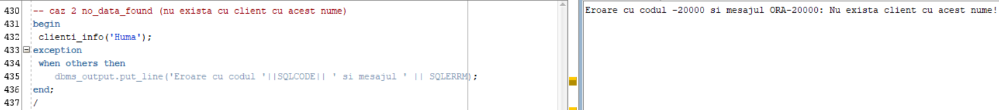 430 -- caz 2 no_data_found (nu exista cu client cu acest nume)
431 begin
432 clienti_info('Huma');
433 exception
434 when others then
435 dbms_output.put_line('Eroare cu codul '||SQLCODE|| ' si mesajul ' || SQLERRM);
436 end;
437 /
Eroare cu codul -20000 si mesajul ORA-20000: Nu exista client cu acest nume!